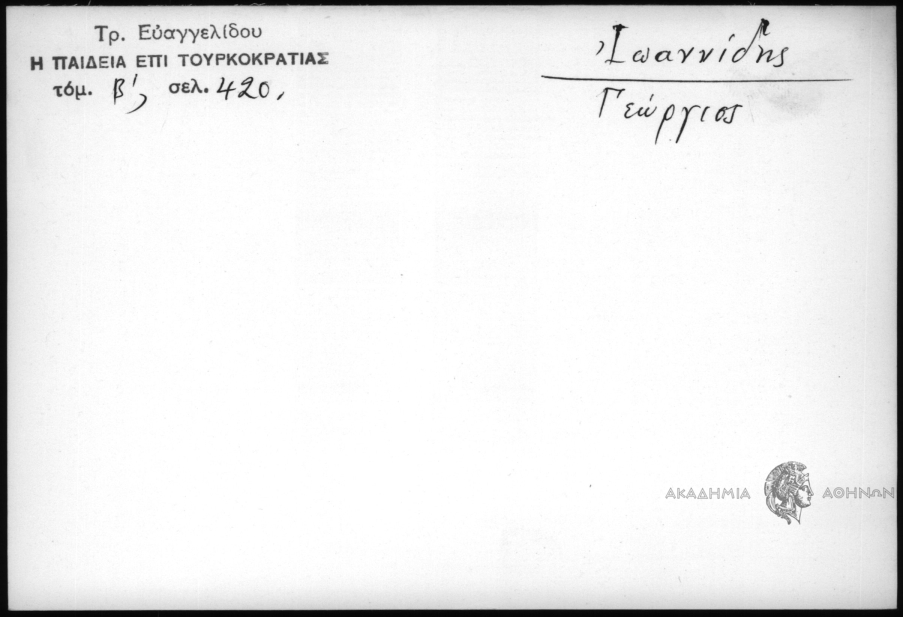 Τρ. Εὐαγγελίδου
Η ΠΑΙΔΕΙΑ ΕΠΙ ΤΟΥΡΚΟΚΡΑΤΙΑΣ
τόμ. Β', σελ. 420.
Ἰωαννίδης
Γεώργιος
ΑΚΑΔΗΜΙΑ ΑΘΗΝΩΝ